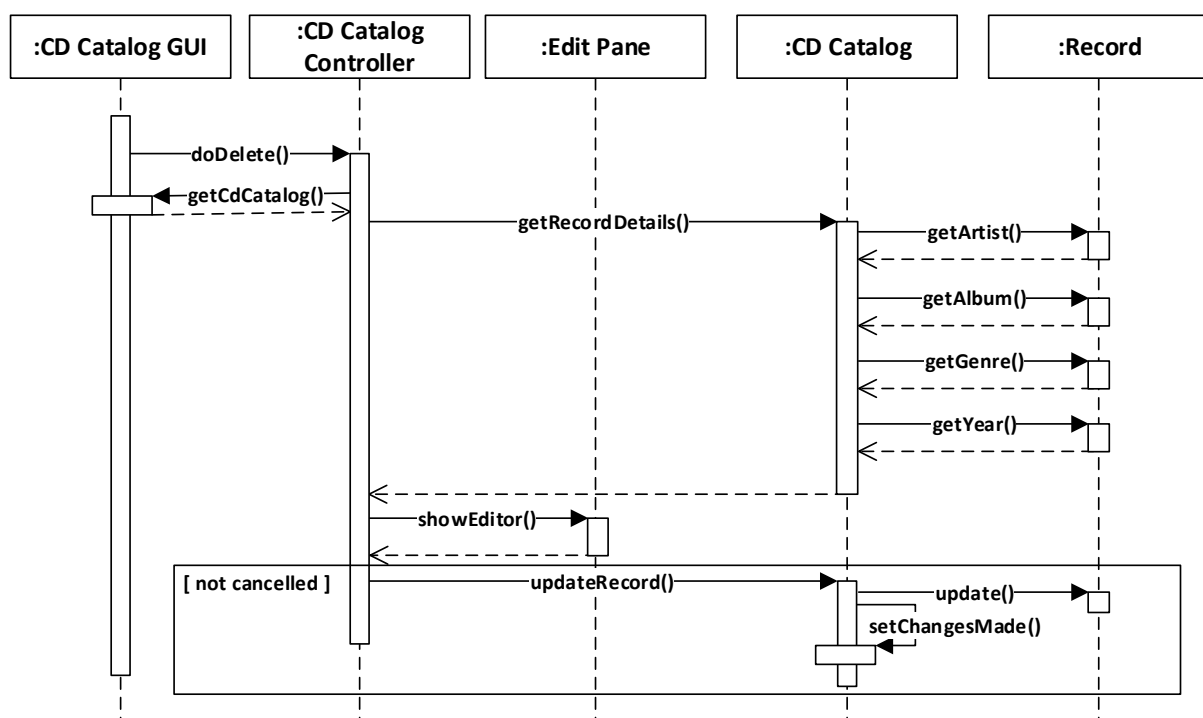 :CD Catalog GUI
:CD Catalog
Controller
:Edit Pane
:CD Catalog
:Record
doDelete()
getCdCatalog()
getRecordDetails()
getArtist()
getAlbum()
getGenre()
getYear()
showEditor()
[ not cancelled ]
updateRecord()
update()
setChangesMade()